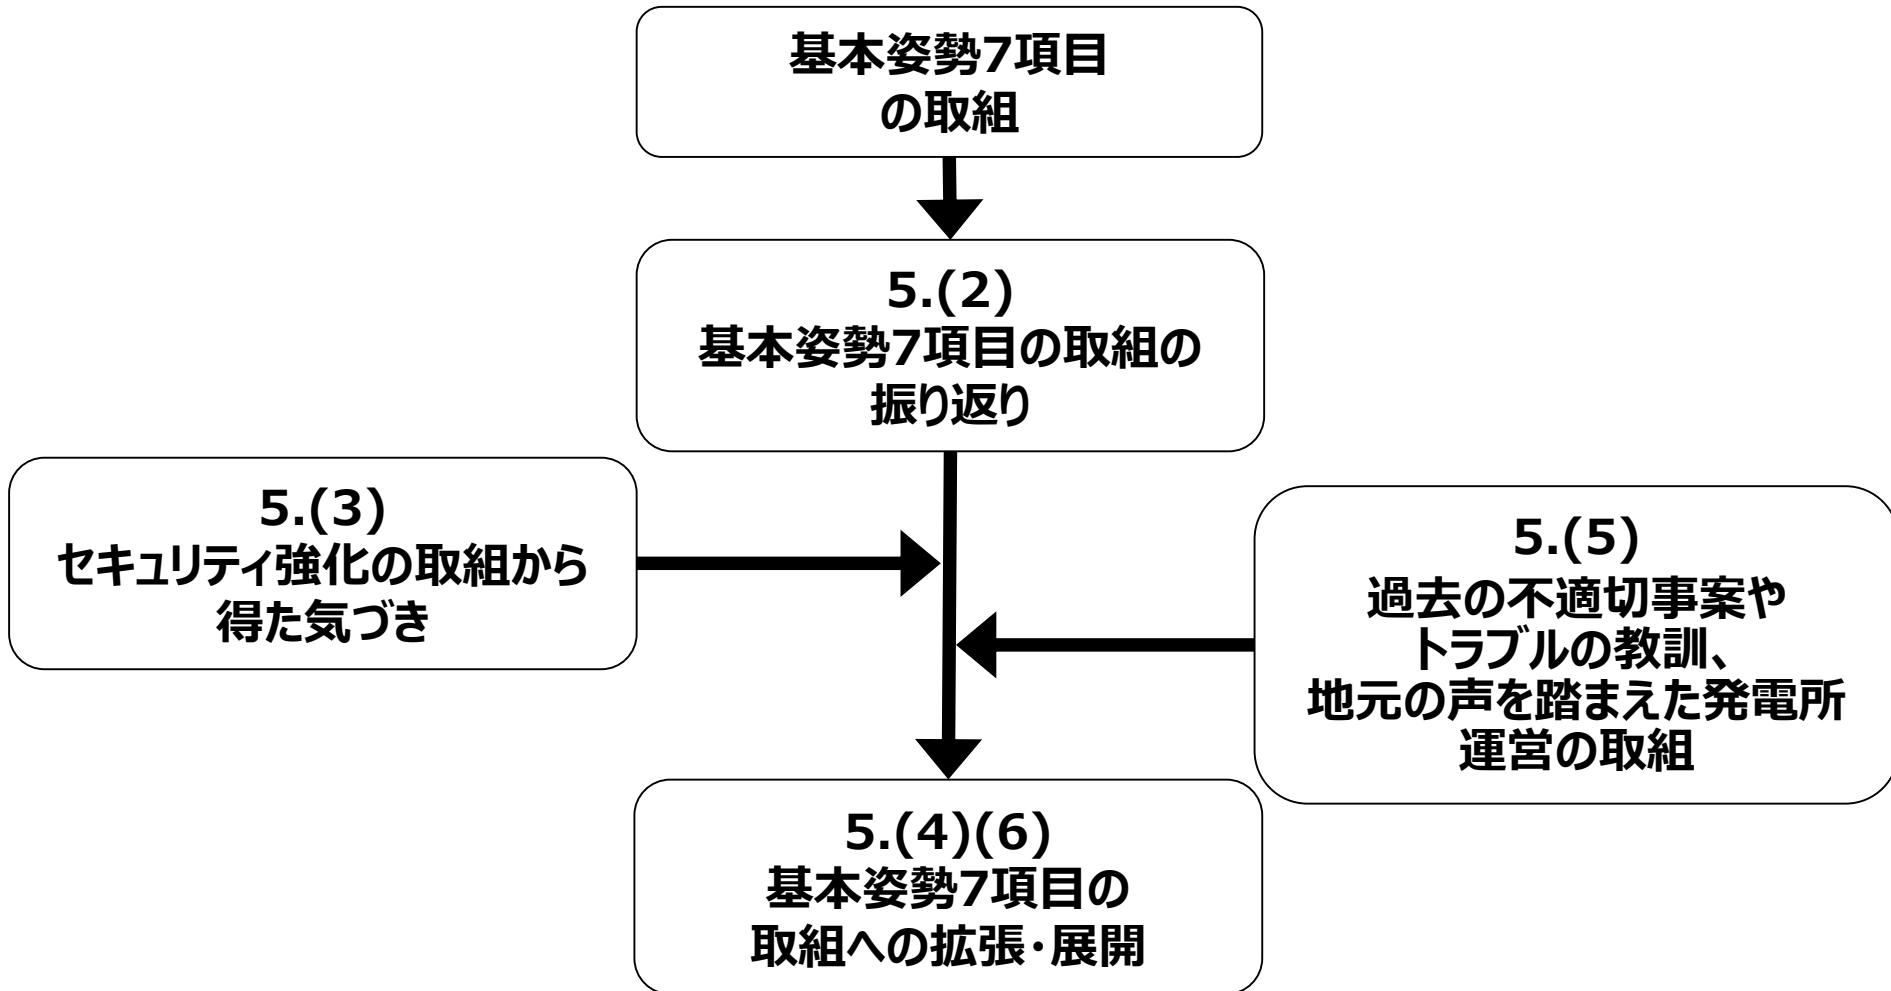 基本姿勢7項目
の取組
5.(2)
基本姿勢7項目の取組の
振り返り
5.(3)
セキュリティ強化の取組から
得た気づき
5.(5)
過去の不適切事案や
トラブルの教訓、
地元の声を踏まえた発電所
運営の取組
5.(4)(6)
基本姿勢7項目の
取組への拡張・展開